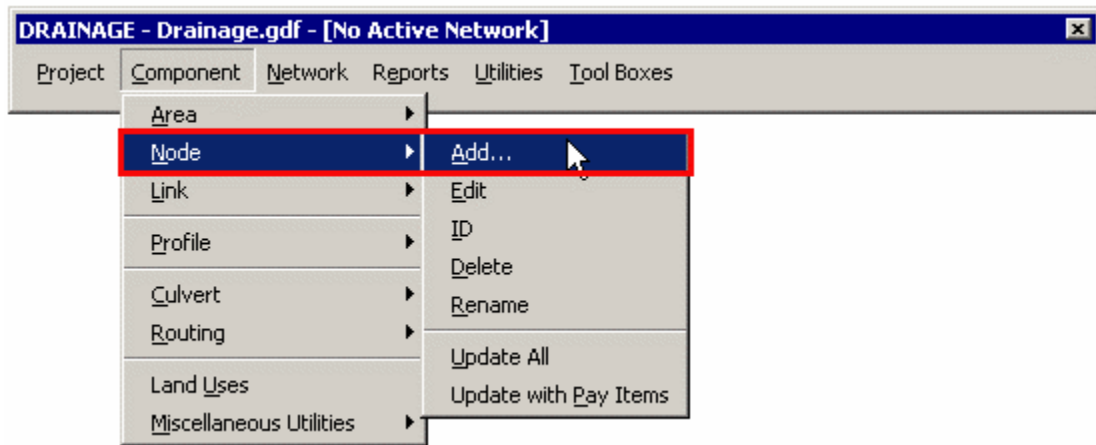 DRAINAGE - Drainage.gdf - [No Active Network]
Project Component Network Reports Utilities Tool Boxes
Area
Node
Link
Profile
Culvert
Routing
Land Uses
Miscellaneous Utilities
Add...
Edit
ID
Delete
Rename
Update All
Update with Pay Items